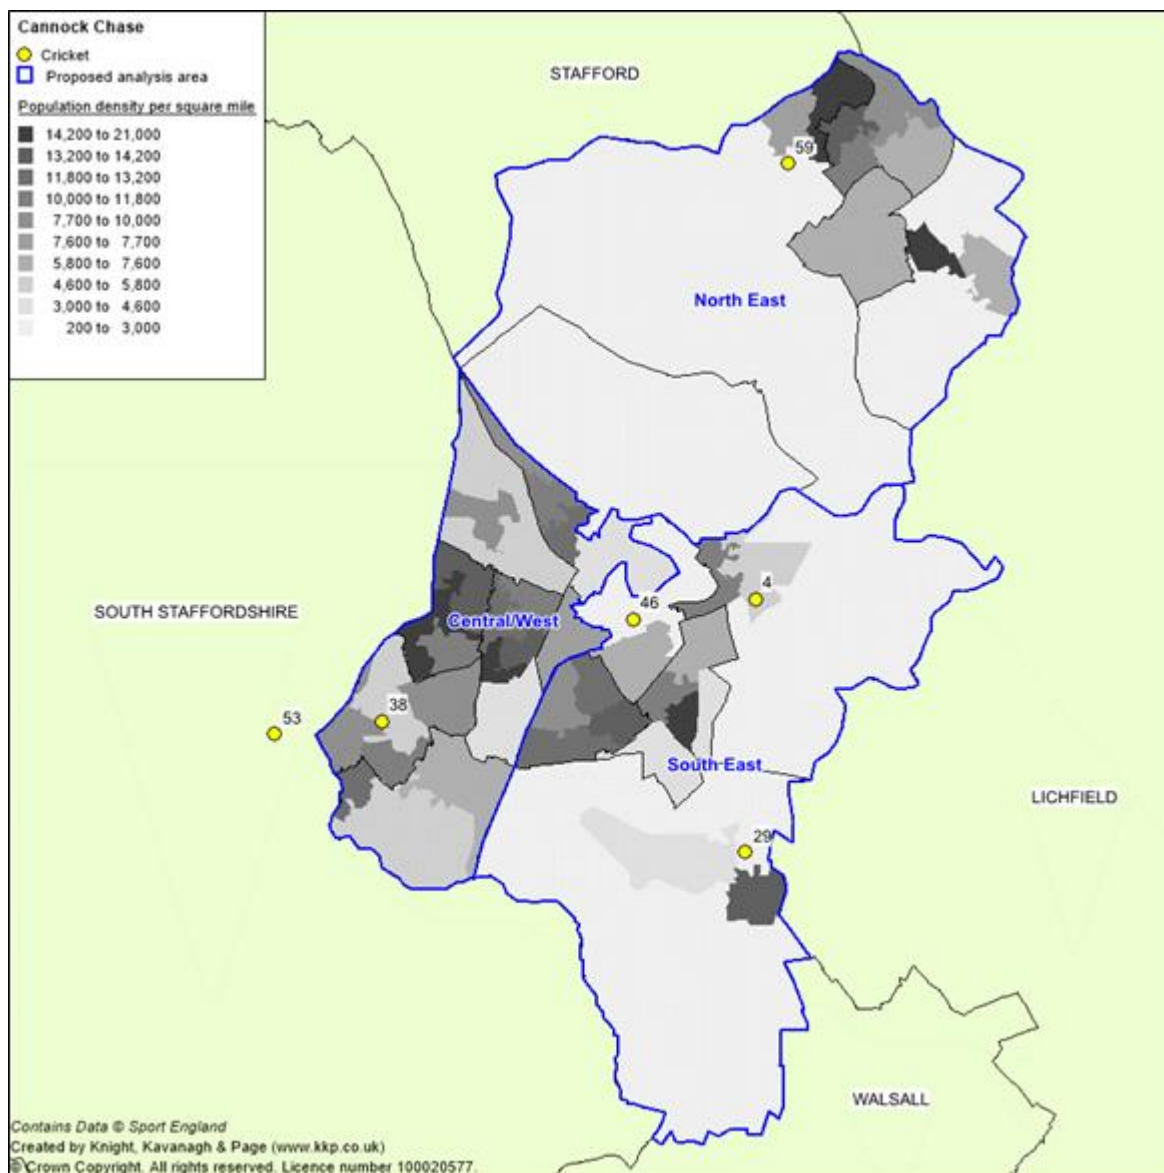 Cannock Chase
Cricket
Proposed analysis area
Population density per square mile
14,200 to 21,000
13,200 to 14,200
11,800 to 13,200
10,000 to 11,800
7,700 to 10,000
7,600 to 7,700
5,800 to 7,600
4,600 to 5,800
3,000 to 4,600
200 to 3,000
STAFFORD
59
North East
4
46
SOUTH STAFFORDSHIRE
Central/West
38
53
South East
LICHFIELD
29
WALSALL
Contains Data © Sport England
Created by Knight, Kavanagh & Page (www.kkp.co.uk)
© Crown Copyright. All rights reserved. Licence number 100020577.